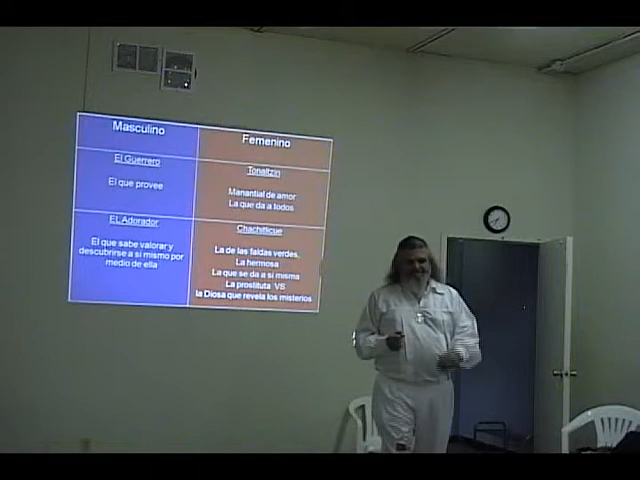 Masculino
Femenino
El Guerrero
El que provee
Tonaltzin
Manantial de amor
La que da a todos
EL Adorador
El que sabe valorar y
descubrirse a si mismo por
medio de ella
Chachitlicue
La de las faldas verdes,
La hermosa
La que se da a si misma
La prostituta VS
la Diosa que revela los misterios